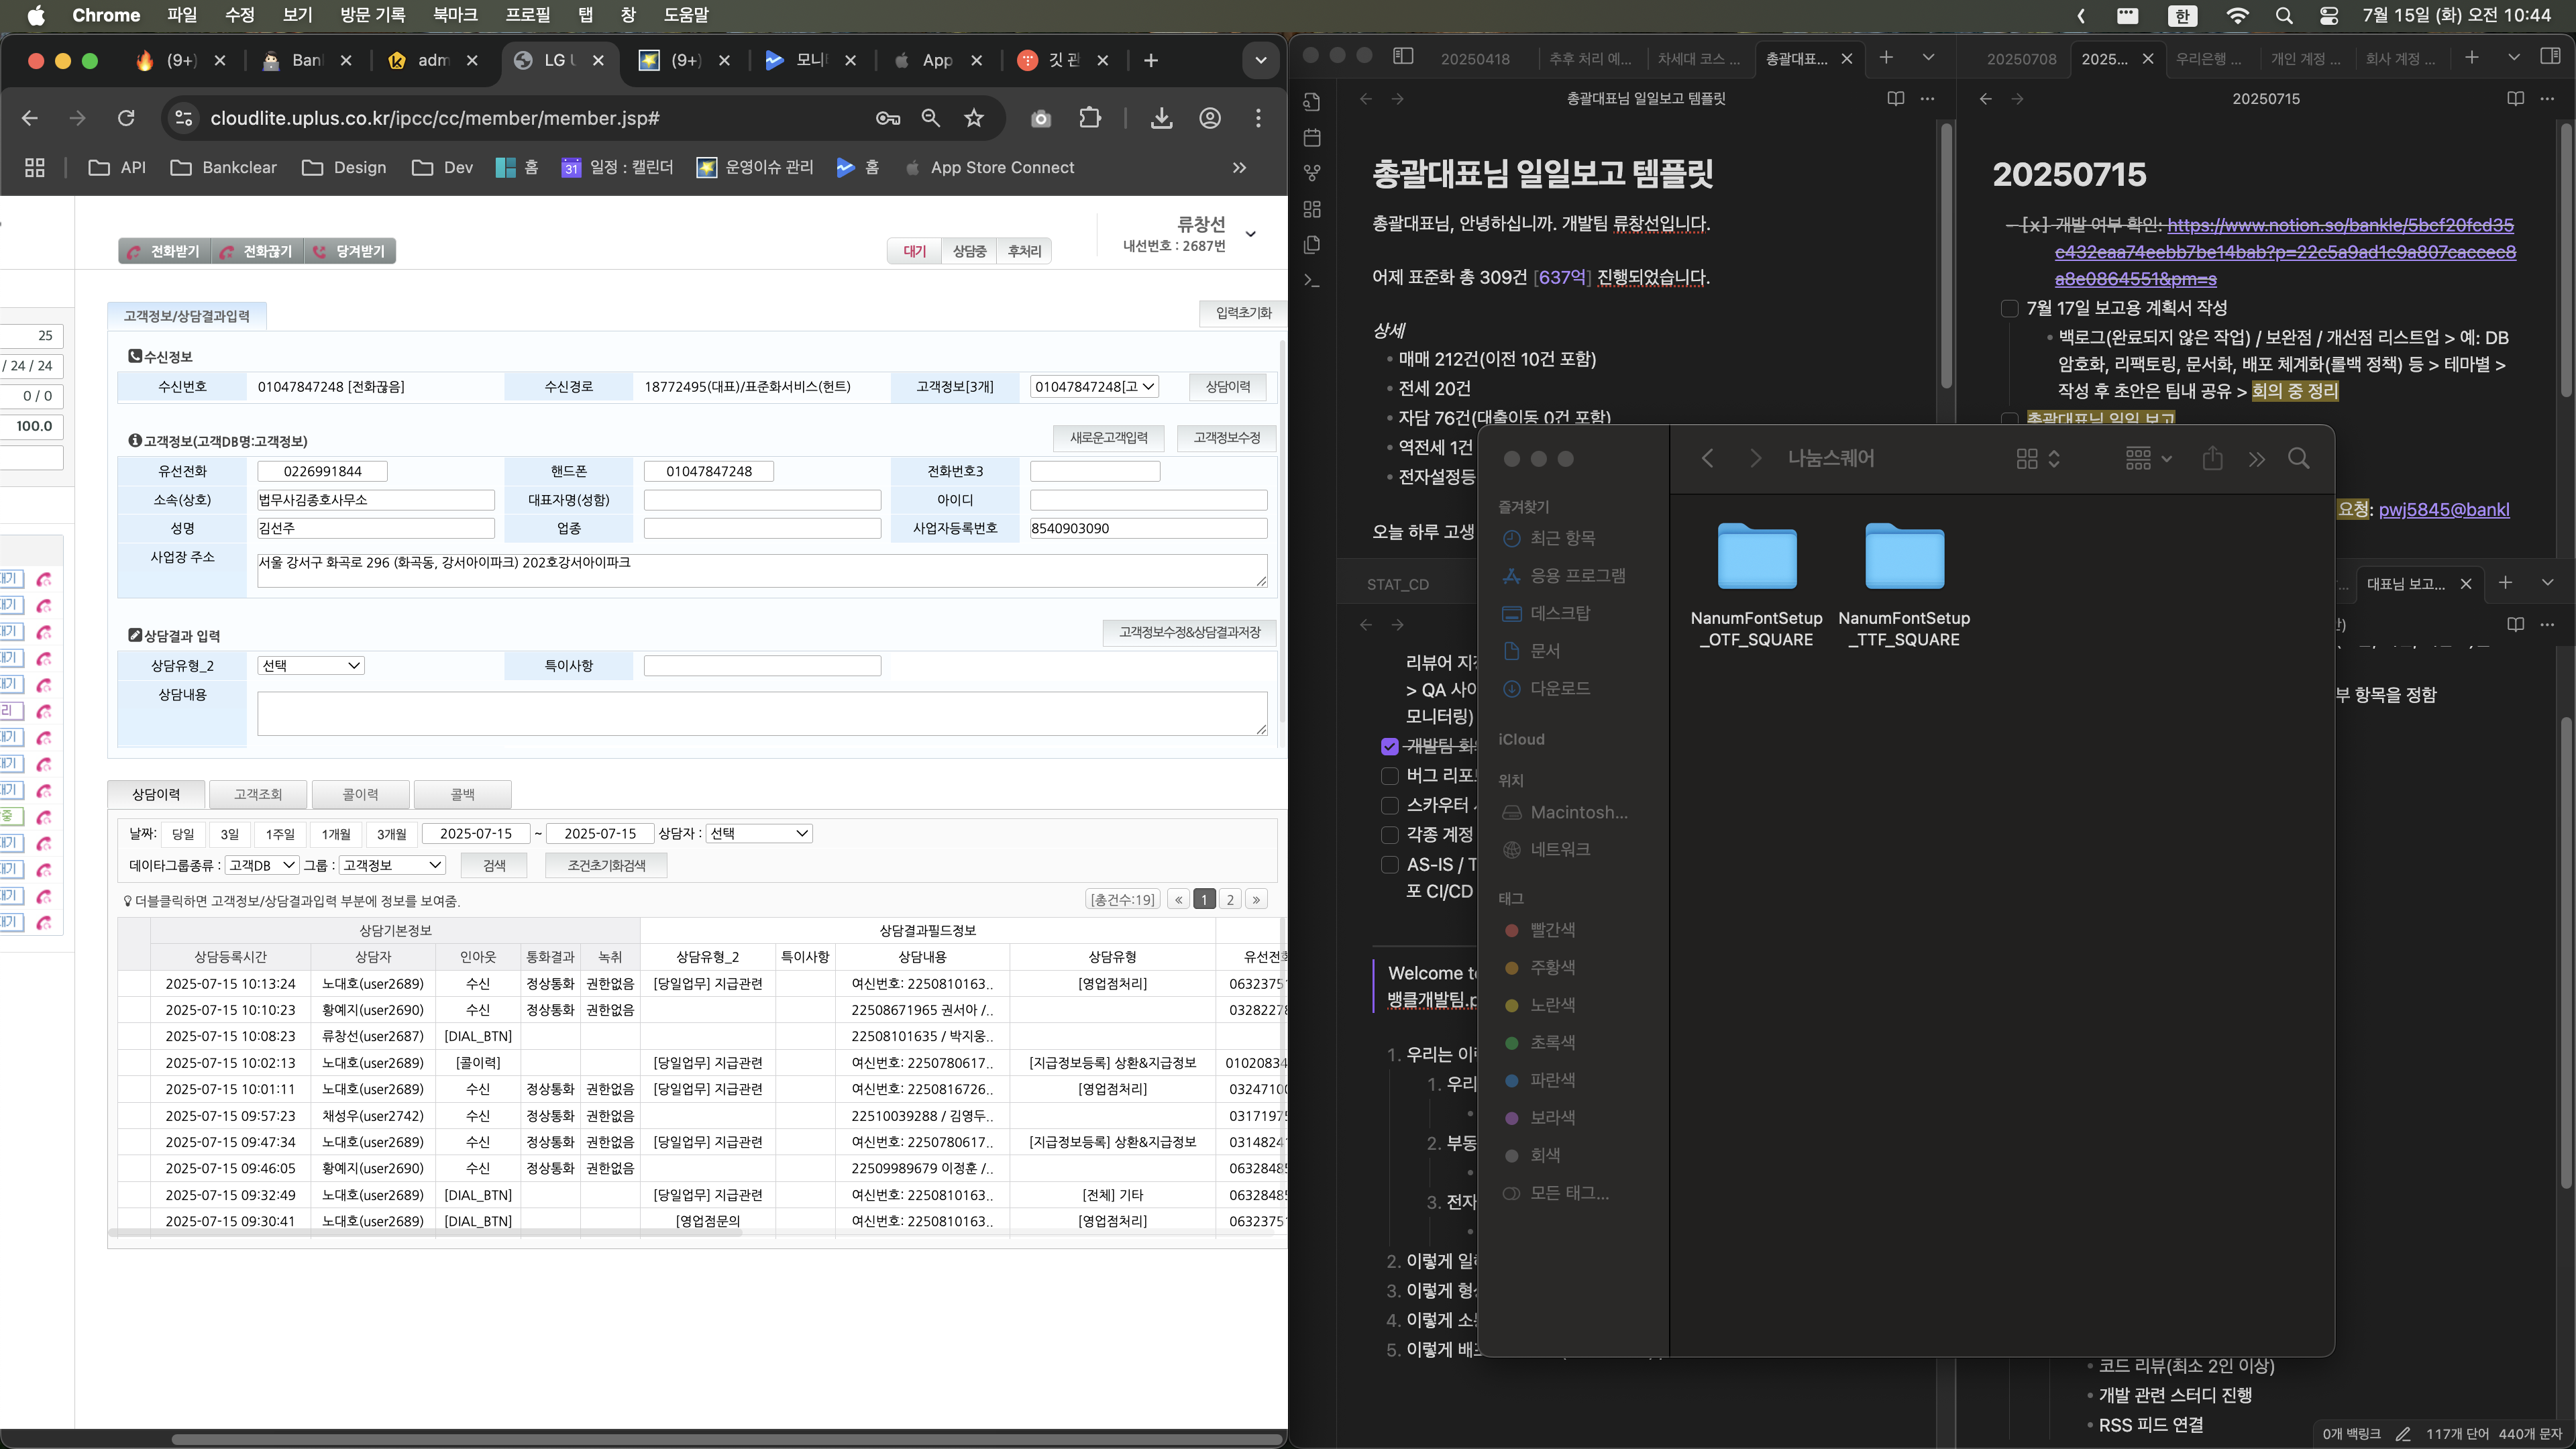 Chrome 파일 수정 보기 방문 기록 북마크 프로필 탭 창 도움말
한 7월 15일 (화) 오전 10:44
(9+) Ban adm LG U (9+) 모니 App 깃 관
cloudlite.uplus.co.kr/ipcc/cc/member/member.jsp#
API Bankclear Design Dev 홈 31 일정 : 캘린더 운영이슈 관리 홈 App Store Connect
전화받기 전화끊기 당겨받기
대기 상담중 후처리
류창선
내선번호 : 2687번
25
/ 24 / 24
0 / 0
100.0
고객정보/상담결과입력
입력초기화
수신정보
수신번호 01047847248 [전화끊음] 수신경로 18772495(대표)/표준화서비스(헌트) 고객정보[3개] 01047847248[고 상담이력
고객정보(고객DB명:고객정보) 새로운고객입력 고객정보수정
유선전화 0226991844 핸드폰 01047847248 전화번호3
소속(상호) 법무사김종호사무소 대표자명(성함) 아이디
성명 김선주 업종 사업자등록번호 8540903090
사업장 주소 서울 강서구 화곡로 296 (화곡동, 강서아이파크) 202호강서아이파크
상담결과 입력 고객정보수정&상담결과저장
상담유형_2 선택 특이사항
상담내용
상담이력 고객조회 콜이력 콜백
날짜: 당일 3일 1주일 1개월 3개월 2025-07-15 ~ 2025-07-15 상담자 : 선택
데이타그룹종류 : 고객DB 그룹 : 고객정보 검색 조건초기화검색
더블클릭하면 고객정보/상담결과입력 부분에 정보를 보여줌. [총건수:19] « 1 2 »
상담기본정보 상담결과필드정보
상담등록시간 상담자 인아웃 통화결과 녹취 상담유형_2 특이사항 상담내용 상담유형 유선전화
2025-07-15 10:13:24 노대호(user2689) 수신 정상통화 권한없음 [당일업무] 지급관련 여신번호: 2250810163.. [영업점처리] 0632375
2025-07-15 10:10:23 황예지(user2690) 수신 정상통화 권한없음 22508671965 권서아 /.. 0328227
2025-07-15 10:08:23 류창선(user2687) [DIAL_BTN] 22508101635 / 박지웅..
2025-07-15 10:02:13 노대호(user2689) [콜이력] [당일업무] 지급관련 여신번호: 2250780617.. [지급정보등록] 상환&지급정보 01020834
2025-07-15 10:01:11 노대호(user2689) 수신 정상통화 권한없음 [당일업무] 지급관련 여신번호: 2250816726.. [영업점처리] 0324710
2025-07-15 09:57:23 채성우(user2742) 수신 정상통화 권한없음 22510039288 / 김영두.. 0317197
2025-07-15 09:47:34 노대호(user2689) 수신 정상통화 권한없음 [당일업무] 지급관련 여신번호: 2250780617.. [지급정보등록] 상환&지급정보 0314824
2025-07-15 09:46:05 황예지(user2690) 수신 정상통화 권한없음 22509989679 이정훈 /.. 0632848
2025-07-15 09:32:49 노대호(user2689) [DIAL_BTN] [당일업무] 지급관련 여신번호: 2250810163.. [전체] 기타 0632848
2025-07-15 09:30:41 노대호(user2689) [DIAL_BTN] [영업점문의 여신번호: 2250810163.. [영업점처리] 0632375
20250418 추후 처리 예... 차세대 코스 ... 총괄대표...
총괄대표님 일일보고 템플릿
총괄대표님 일일보고 템플릿
총괄대표님, 안녕하십니까. 개발팀 류창선입니다.
어제 표준화 총 309건 [637억] 진행되었습니다.
상세
매매 212건(이전 10건 포함)
전세 20건
자담 76건(대출이동 0건 포함)
역전세 1건
전자설정등
오늘 하루 고생
STAT_CD
리뷰어 지정
> QA 사이
모니터링)
개발팀 회의
버그 리포트
스카우터
각종 계정
AS-IS / T
포 CI/CD
Welcome to
뱅클개발팀.p
1. 우리는 이렇
1. 우리
2. 부동
3. 전자
2. 이렇게 일하
3. 이렇게 형상
4. 이렇게 소통
5. 이렇게 배포
20250708 2025... 우리은행 ... 개인 계정 ... 회사 계정 ...
20250715
20250715
[x] 개발 여부 확인: https://www.notion.so/bankle/5bcf20fcd35
c432eaa74eebb7be14bab?p=22c5a9ad1c9a807caccec8
a8e0864551&pm=s
7월 17일 보고용 계획서 작성
백로그(완료되지 않은 작업) / 보완점 / 개선점 리스트업 > 예: DB
암호화, 리팩토링, 문서화, 배포 체계화(롤백 정책) 등 > 테마별 >
작성 후 초안은 팀내 공유 > 회의 중 정리
총괄대표님 일일 보고
요청: pwj5845@bankl
대표님 보고...
부 항목을 정함
코드 리뷰(최소 2인 이상)
개발 관련 스터디 진행
RSS 피드 연결
0개 백링크 117개 단어 440개 문자
나눔스퀘어
즐겨찾기
최근 항목
응용 프로그램
데스크탑
문서
다운로드
iCloud
위치
Macintosh...
네트워크
태그
빨간색
주황색
노란색
초록색
파란색
보라색
회색
모든 태그...
NanumFontSetup
_OTF_SQUARE
NanumFontSetup
_TTF_SQUARE